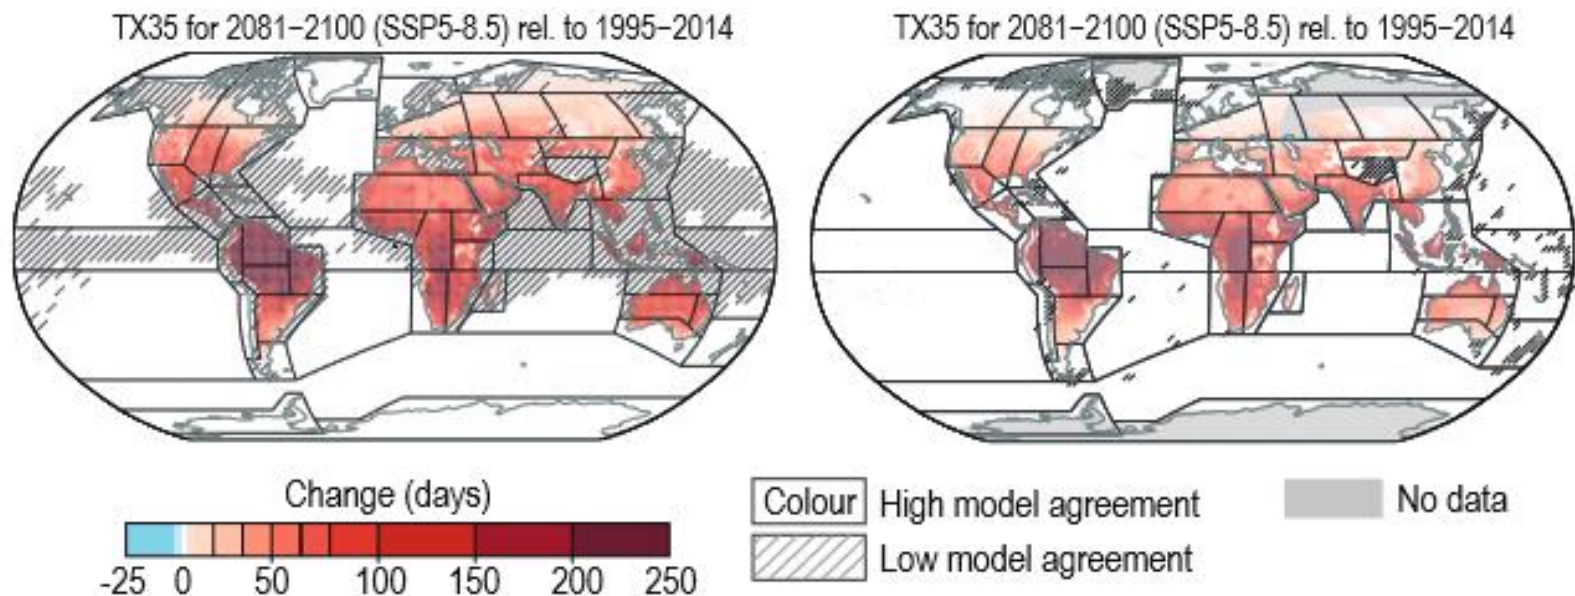 TX35 for 2081−2100 (SSP5-8.5) rel. to 1995−2014
TX35 for 2081−2100 (SSP5-8.5) rel. to 1995−2014
Change (days)
-25 0 50 100 150 200 250
Colour High model agreement
Low model agreement
No data